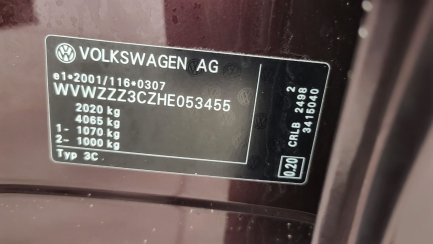 VOLKSWAGEN AG
e1*2001/116*0307
WVWZZZ3CZHE053455
2020 kg
4065 kg
1- 1070 kg
2- 1000 kg
Typ 3C
0.20
CRLB 2498 2
3415040